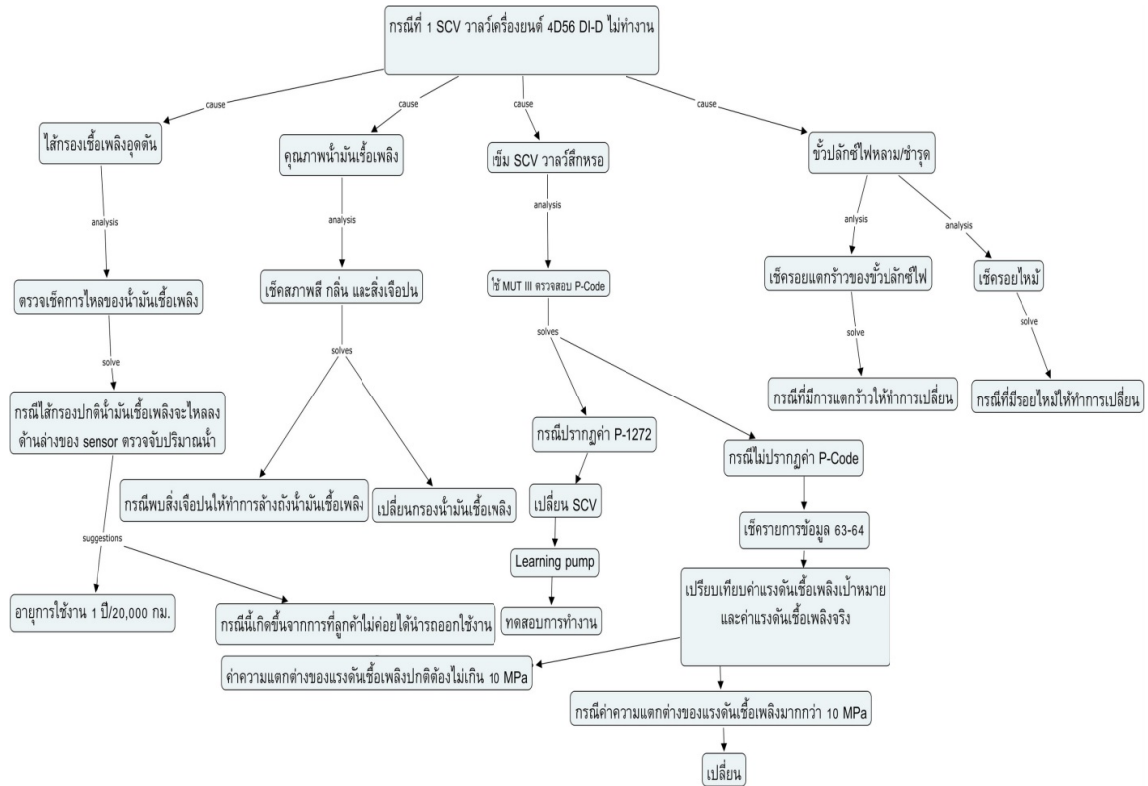 กรณีที่ 1 SCV วาลว์เครื่องยนต์ 4D56 DI-D ไม่ทำงาน
cause
cause
cause
cause
ไส้กรองเชื้อเพลิงอุดตัน
คุณภาพน้ำมันเชื้อเพลิง
เข็ม SCV วาลว์สึกหรอ
ขั้วปลักซ์ไฟหลาม/ชำรุด
analysis
analysis
analysis
anlysis
analysis
ตรวจเช็คการไหลของน้ำมันเชื้อเพลิง
เช็คสภาพสี กลิ่น และสิ่งเจือปน
ใช้ MUT III ตรวจสอบ P-Code
เช็ครอยแตกร้าวของขั้วปลักซ์ไฟ
เช็ครอยไหม้
solve
solves
solves
solve
solve
กรณีไส้กรองปกติน้ำมันเชื้อเพลิงจะไหลลง
ด้านล่างของ sensor ตรวจจับปริมาณน้ำ
กรณีที่มีการแตกร้าวให้ทำการเปลี่ยน
กรณีที่มีรอยไหม้ให้ทำการเปลี่ยน
กรณีปรากฏค่า P-1272
กรณีไม่ปรากฏค่า P-Code
กรณีพบสิ่งเจือปนให้ทำการล้างถังน้ำมันเชื้อเพลิง
เปลี่ยนกรองน้ำมันเชื้อเพลิง
เปลี่ยน SCV
เช็ครายการข้อมูล 63-64
suggestions
Learning pump
เปรียบเทียบค่าแรงดันเชื้อเพลิงเป้าหมาย
และค่าแรงดันเชื้อเพลิงจริง
อายุการใช้งาน 1 ปี/20,000 กม.
กรณีนี้เกิดขึ้นจากการที่ลูกค้าไม่ค่อยได้นำรถออกใช้งาน
ทดสอบการทำงาน
ค่าความแตกต่างของแรงดันเชื้อเพลิงปกติต้องไม่เกิน 10 MPa
กรณีค่าความแตกต่างของแรงดันเชื้อเพลิงมากกว่า 10 MPa
เปลี่ยน